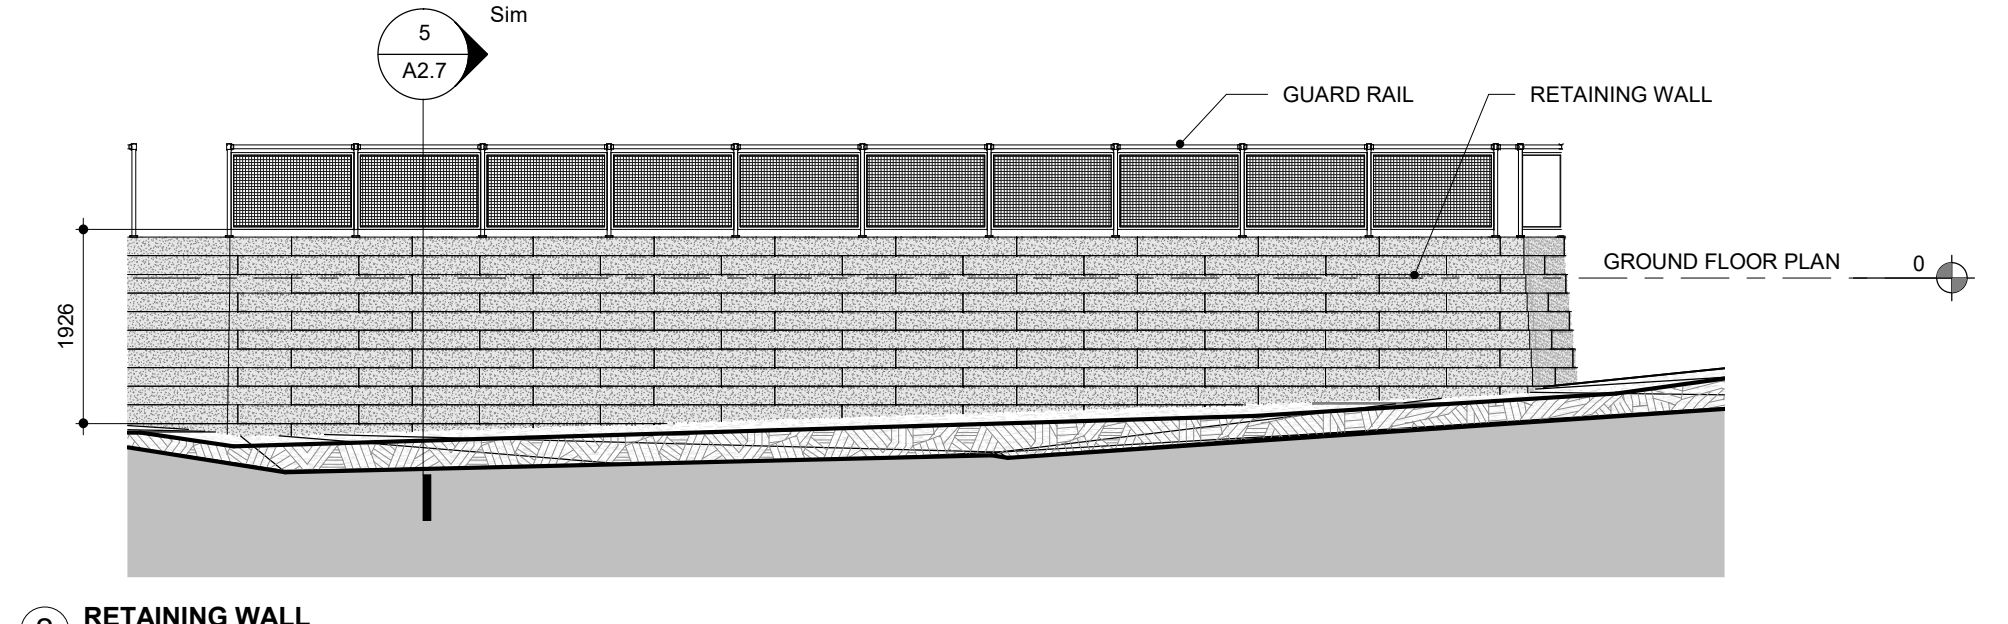 Sim
5
A2.7
GUARD RAIL
RETAINING WALL
GROUND FLOOR PLAN
0
1926
RETAINING WALL